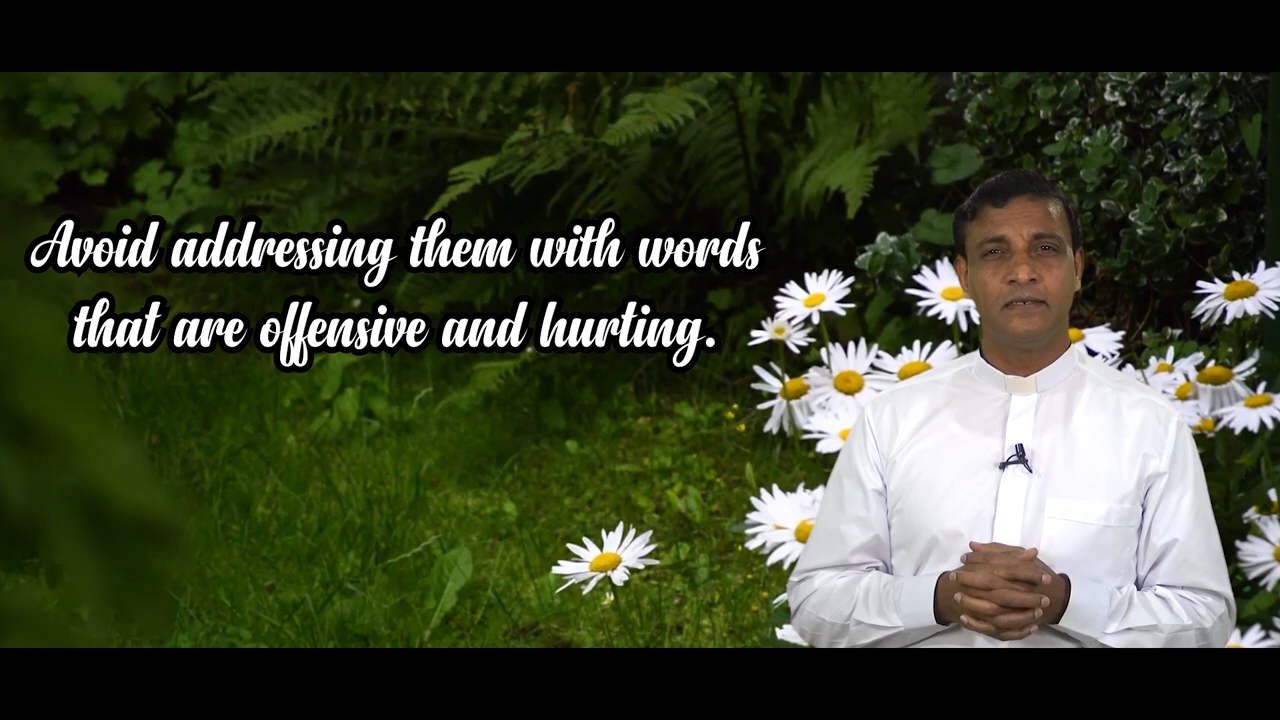 Avoid addressing them with words
that are offensive and hurting.